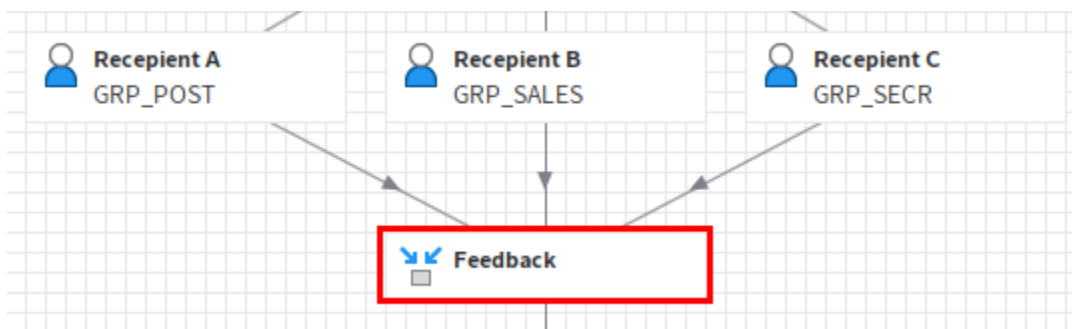 Recepient A
GRP_POST
Recepient B
GRP_SALES
Recepient C
GRP_SECR
Feedback